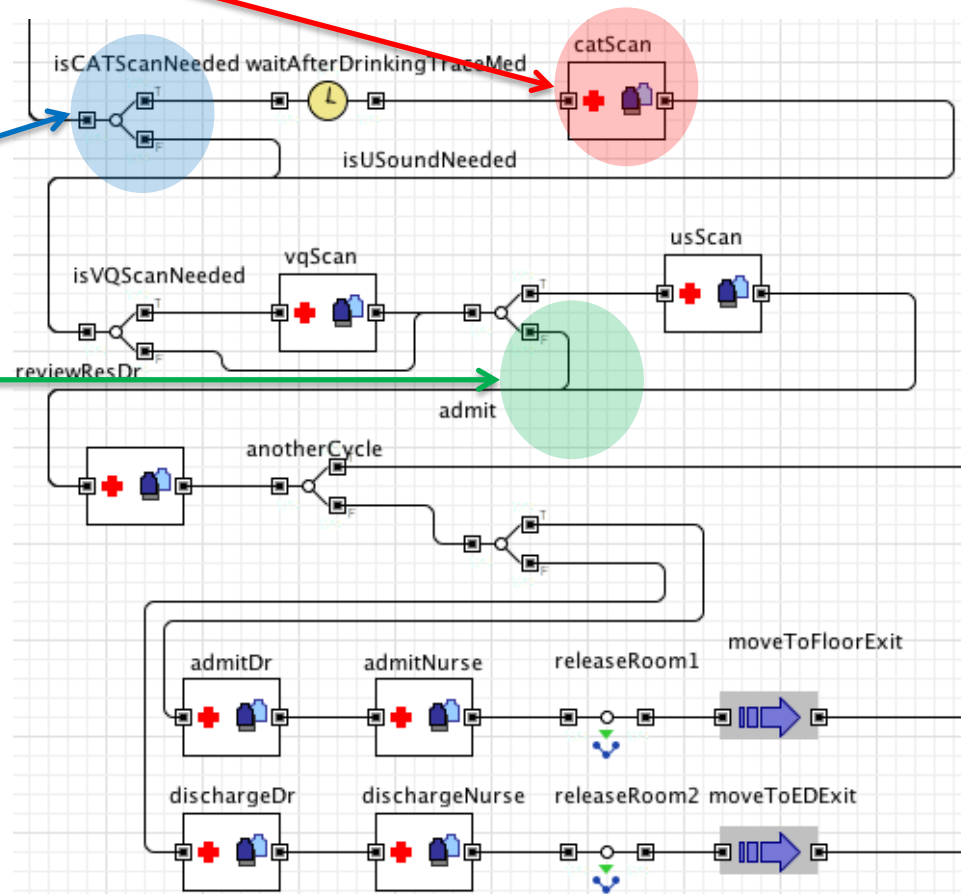 catScan
isCATScanNeeded waitAfterDrinkingTraceMed
T
F
isUSoundNeeded
usScan
vqScan
isVQScanNeeded
T
T
F
F
reviewResDr
admit
anotherCycle
F
T
F
moveToFloorExit
admitDr admitNurse releaseRoom1
dischargeDr dischargeNurse releaseRoom2 moveToEDExit